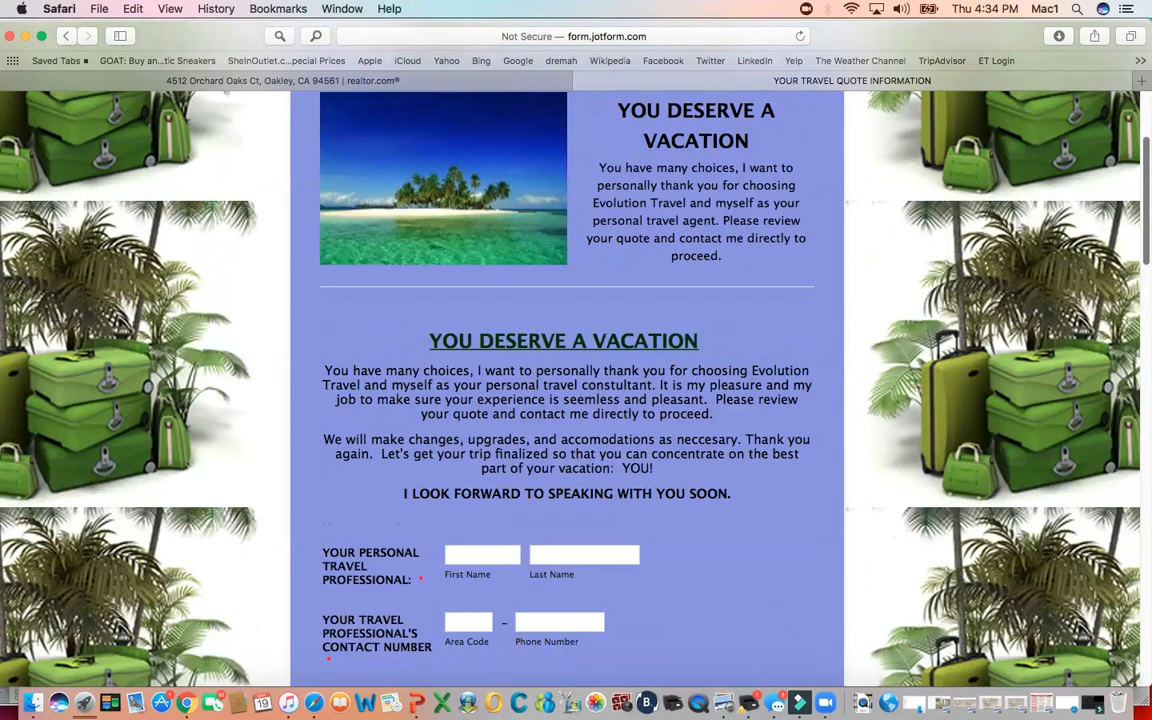 Safari File Edit View History Bookmarks Window Help Thu 4:34 PM Mac1
Not Secure — form.jotform.com
Saved Tabs GOAT: Buy an...tic Sneakers SheInOutlet.c...cial Prices Apple iCloud Yahoo Bing Google dremah Wikipedia Facebook Twitter LinkedIn Yelp The Weather Channel TripAdvisor ET Login
4512 Orchard Oaks Ct, Oakley, CA 94561 | realtor.com® YOUR TRAVEL QUOTE INFORMATION
YOU DESERVE A
VACATION
You have many choices, I want to
personally thank you for choosing
Evolution Travel and myself as your
personal travel agent. Please review
your quote and contact me directly to
proceed.
YOU DESERVE A VACATION
You have many choices, I want to personally thank you for choosing Evolution
Travel and myself as your personal travel constultant. It is my pleasure and my
job to make sure your experience is seemless and pleasant. Please review
your quote and contact me directly to proceed.
We will make changes, upgrades, and accomodations as neccesary. Thank you
again. Let's get your trip finalized so that you can concentrate on the best
part of your vacation: YOU!
I LOOK FORWARD TO SPEAKING WITH YOU SOON.
YOUR PERSONAL
TRAVEL
PROFESSIONAL: *
First Name Last Name
YOUR TRAVEL
PROFESSIONAL'S
CONTACT NUMBER
*
–
Area Code Phone Number